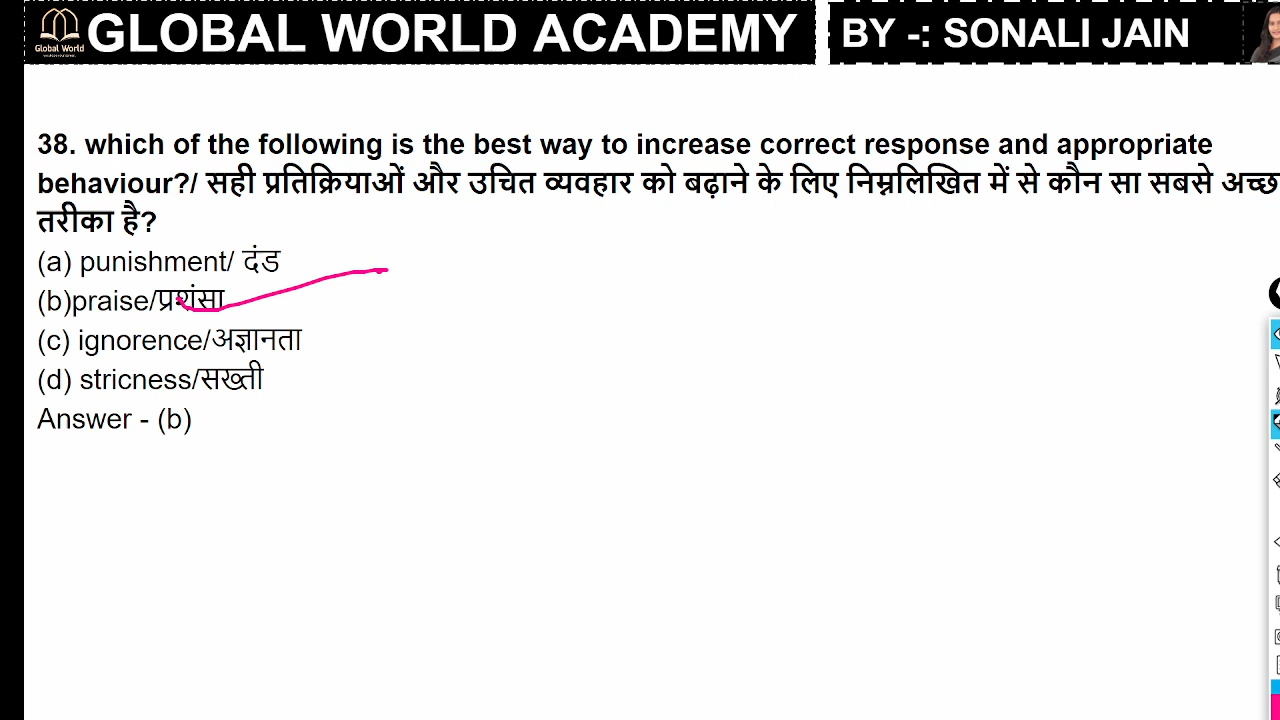 GLOBAL WORLD ACADEMY
BY -: SONALI JAIN
Global World
38. which of the following is the best way to increase correct response and appropriate
behaviour?/ सही प्रतिक्रियाओं और उचित व्यवहार को बढ़ाने के लिए निम्नलिखित में से कौन सा सबसे
तरीका है?
(a) punishment/ दंड
(b)praise/प्रशंसा
(c) ignorence/अज्ञानता
(d) stricness/सख्ती
Answer - (b)